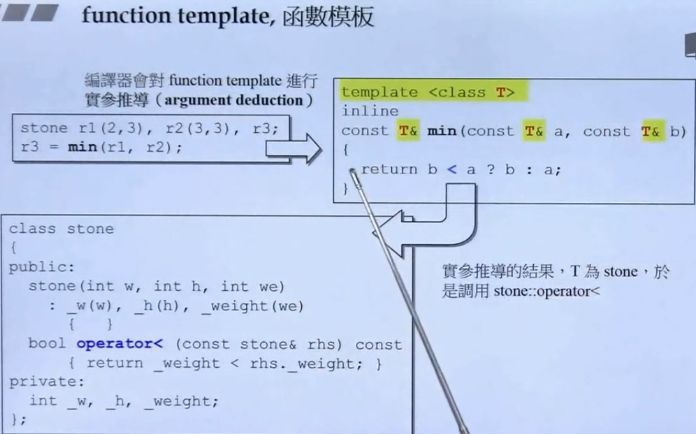 function template, 函數模板
編譯器會對 function template 進行
實參推導（argument deduction）
stone r1(2,3), r2(3,3), r3;
r3 = min(r1, r2);
template <class T>
inline
const T& min(const T& a, const T& b)
{
return b < a ? b : a;
}
class stone
{
public:
stone(int w, int h, int we)
: _w(w), _h(h), _weight(we)
{ }
bool operator< (const stone& rhs) const
{ return _weight < rhs._weight; }
private:
int _w, _h, _weight;
};
實參推導的結果，T 為 stone，於
是調用 stone::operator<